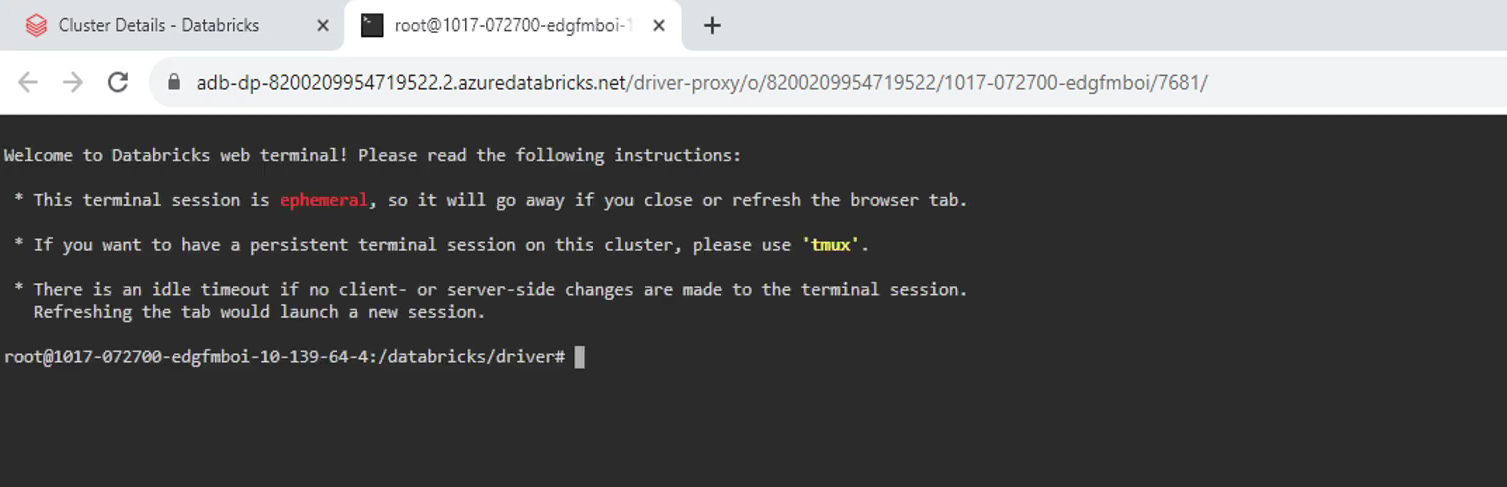 Cluster Details - Databricks
root@1017-072700-edgfmboi-1
adb-dp-8200209954719522.2.azuredatabricks.net/driver-proxy/o/8200209954719522/1017-072700-edgfmboi/7681/
Welcome to Databricks web terminal! Please read the following instructions:
* This terminal session is ephemeral, so it will go away if you close or refresh the browser tab.
* If you want to have a persistent terminal session on this cluster, please use 'tmux'.
* There is an idle timeout if no client- or server-side changes are made to the terminal session.
Refreshing the tab would launch a new session.
root@1017-072700-edgfmboi-10-139-64-4:/databricks/driver#